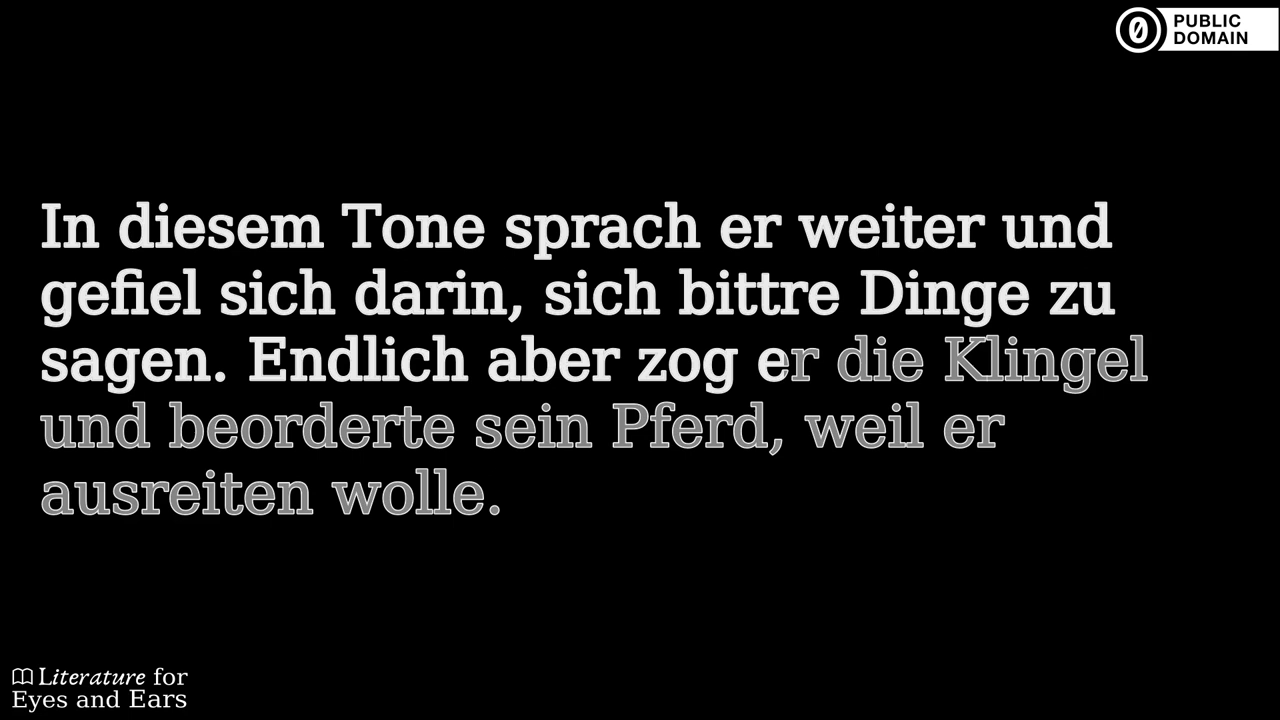 PUBLIC
DOMAIN
In diesem Tone sprach er weiter und
gefiel sich darin, sich bittre Dinge zu
sagen. Endlich aber zog er die Klingel
und beorderte sein Pferd, weil er
ausreiten wolle.
Literature for
Eyes and Ears